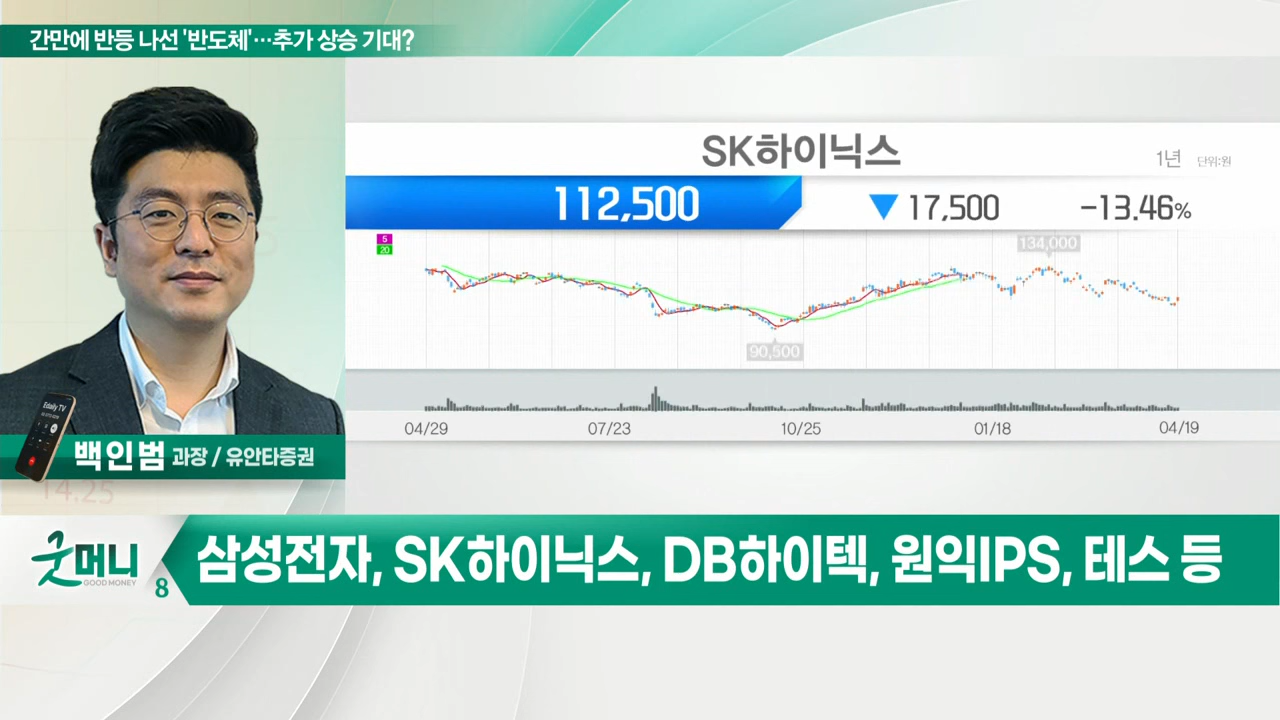 간만에 반등 나선 '반도체'…추가 상승 기대?
SK하이닉스
1년 단위:원
112,500 ▼ 17,500 -13.46%
5
20
134,000
90,500
04/29 07/23 10/25 01/18 04/19
Edaily TV
백인범 과장 / 유안타증권
14.25
굿머니
GOOD MONEY
8
삼성전자, SK하이닉스, DB하이텍, 원익IPS, 테스 등